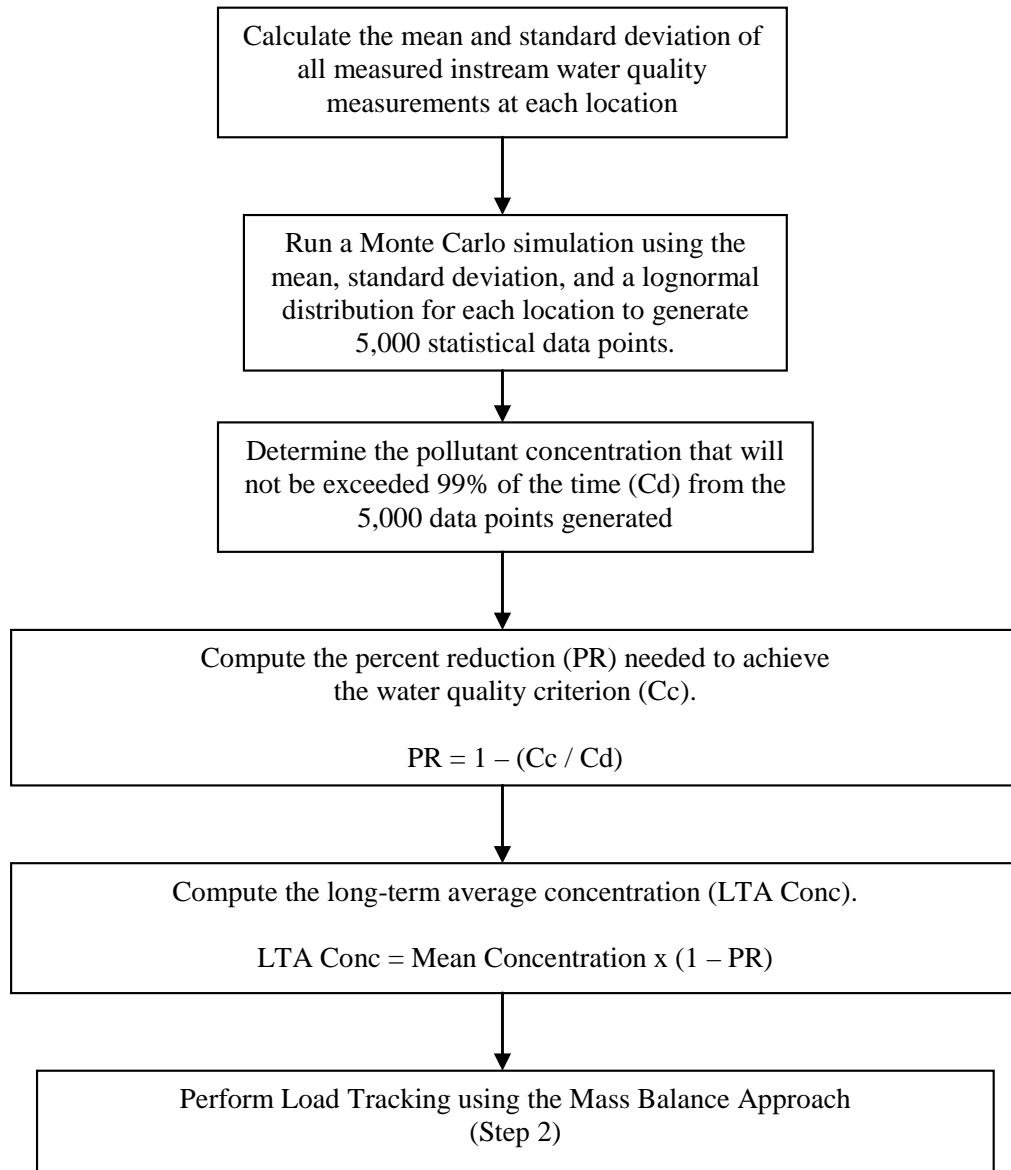 Calculate the mean and standard deviation of
all measured instream water quality
measurements at each location
Run a Monte Carlo simulation using the
mean, standard deviation, and a lognormal
distribution for each location to generate
5,000 statistical data points.
Determine the pollutant concentration that will
not be exceeded 99% of the time (Cd) from the
5,000 data points generated
Compute the percent reduction (PR) needed to achieve
the water quality criterion (Cc).
PR = 1 – (Cc / Cd)
Compute the long-term average concentration (LTA Conc).
LTA Conc = Mean Concentration x (1 – PR)
Perform Load Tracking using the Mass Balance Approach
(Step 2)